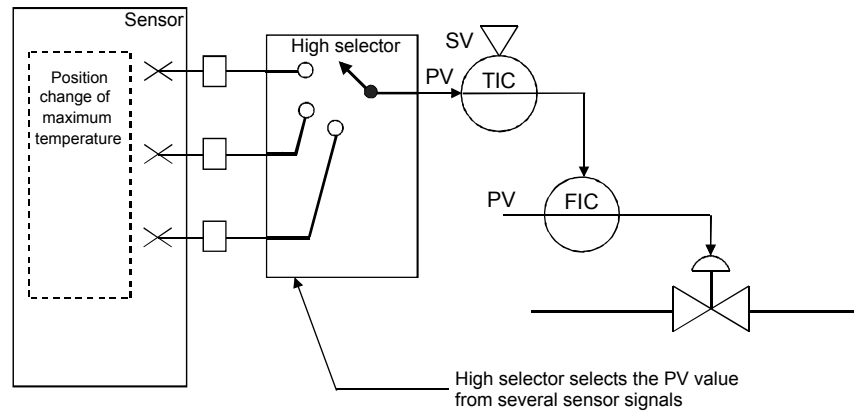 Sensor
Position
change of
maximum
temperature
High selector
SV
PV
TIC
PV
FIC
High selector selects the PV value
from several sensor signals